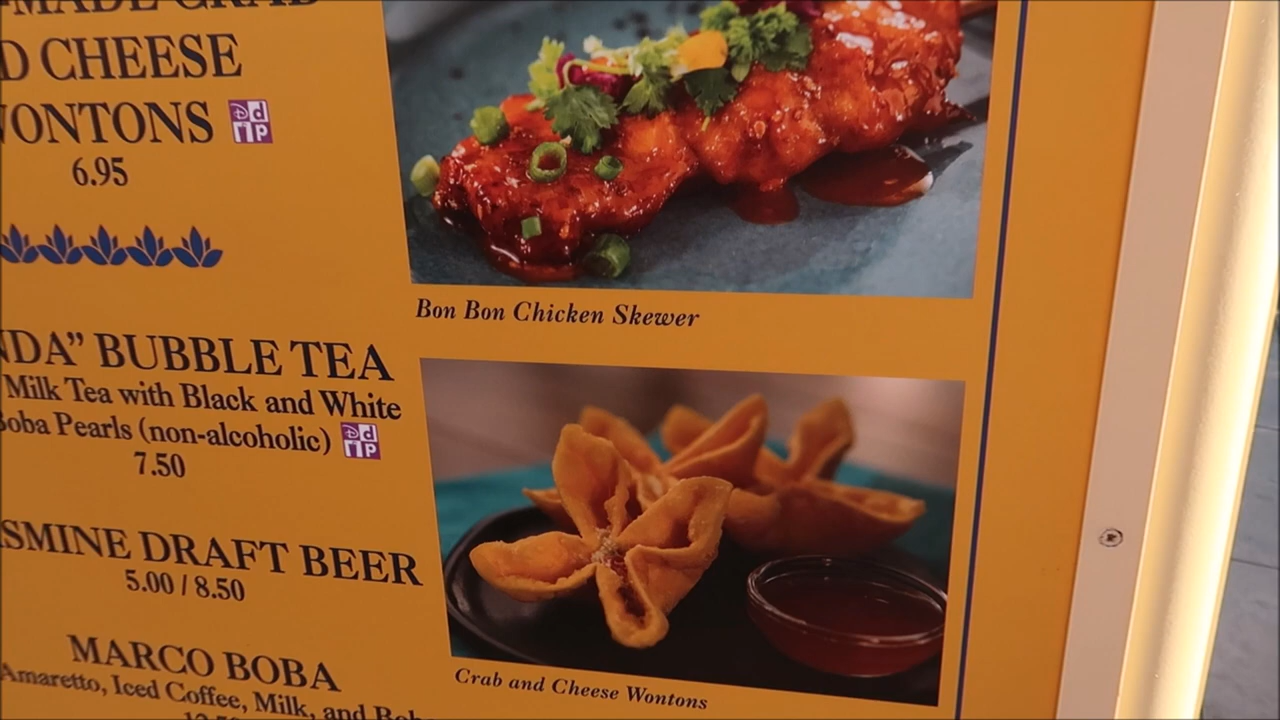 D CHEESE
WONTONS DdIP
6.95
Bon Bon Chicken Skewer
NDA" BUBBLE TEA
Milk Tea with Black and White
Boba Pearls (non-alcoholic) DdIP
7.50
SMINE DRAFT BEER
5.00 / 8.50
MARCO BOBA
Amaretto, Iced Coffee, Milk, and
Crab and Cheese Wontons